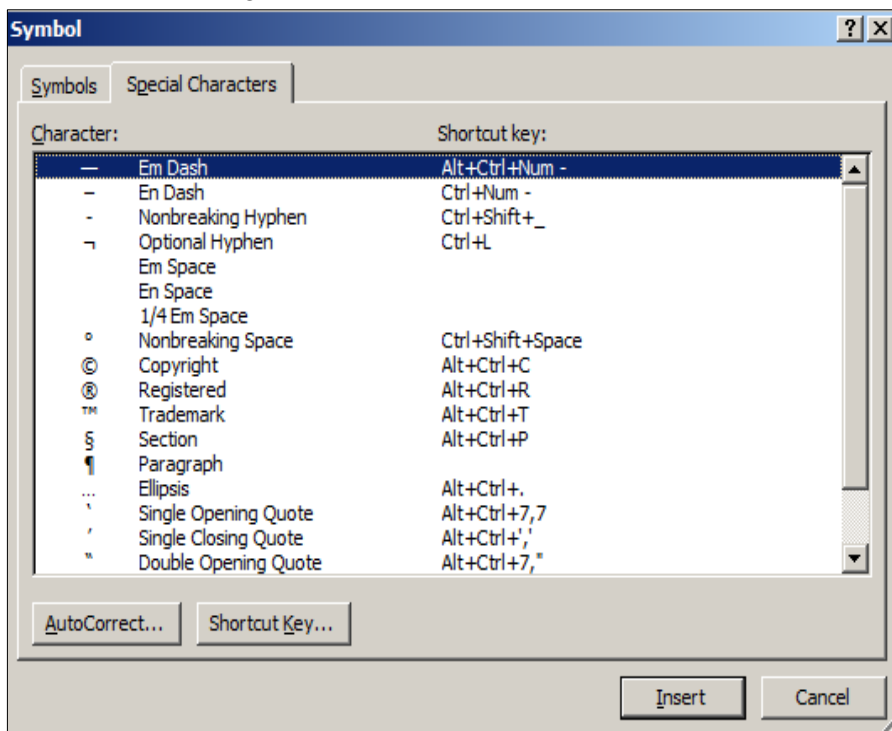 Symbol
Symbols Special Characters
Character: Shortcut key:
— Em Dash Alt+Ctrl+Num -
– En Dash Ctrl+Num -
- Nonbreaking Hyphen Ctrl+Shift+_
¬ Optional Hyphen Ctrl+L
Em Space
En Space
1/4 Em Space
° Nonbreaking Space Ctrl+Shift+Space
© Copyright Alt+Ctrl+C
® Registered Alt+Ctrl+R
™ Trademark Alt+Ctrl+T
§ Section Alt+Ctrl+P
¶ Paragraph
… Ellipsis Alt+Ctrl+.
‛ Single Opening Quote Alt+Ctrl+7,7
’ Single Closing Quote Alt+Ctrl+','
‟ Double Opening Quote Alt+Ctrl+7,"
AutoCorrect... Shortcut Key...
Insert Cancel